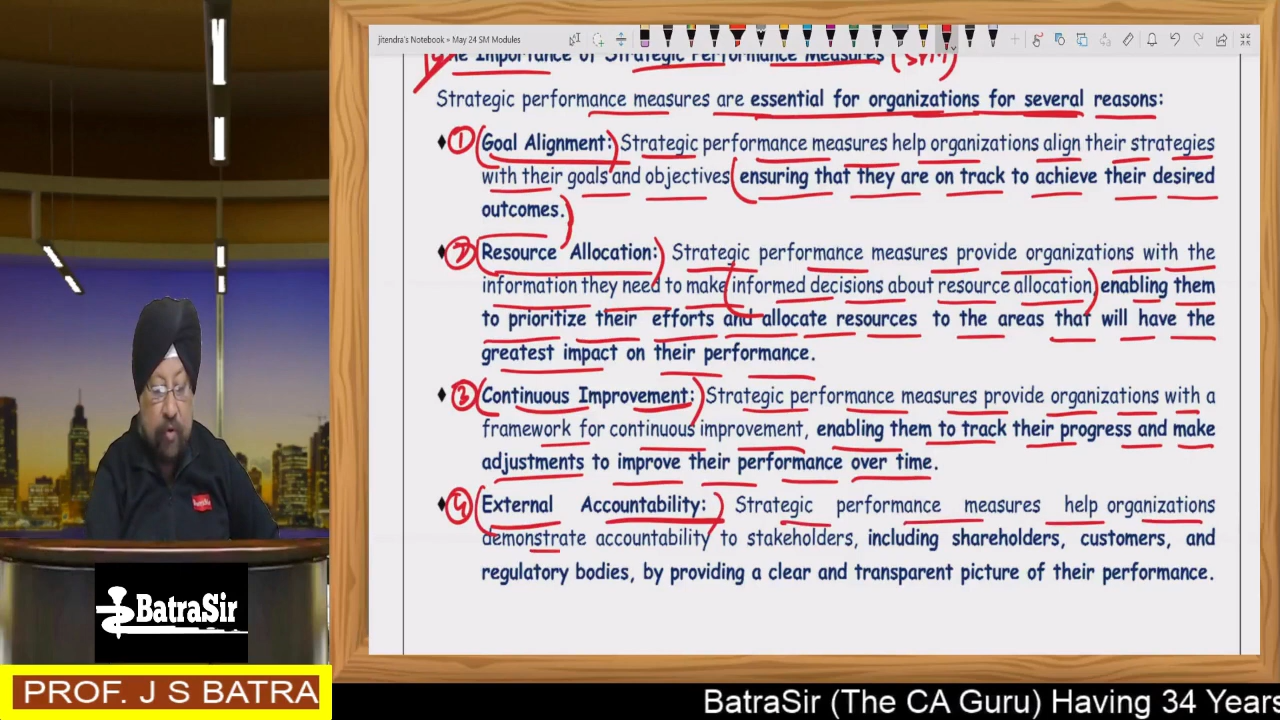 jitendra's Notebook » May 24 SM Modules
The Importance of Strategic Performance Measures (SPM)
Strategic performance measures are essential for organizations for several reasons:
♦ ① Goal Alignment: Strategic performance measures help organizations align their strategies
with their goals and objectives ensuring that they are on track to achieve their desired
outcomes.
♦ ② Resource Allocation: Strategic performance measures provide organizations with the
information they need to make informed decisions about resource allocation, enabling them
to prioritize their efforts and allocate resources to the areas that will have the
greatest impact on their performance.
♦ ③ Continuous Improvement: Strategic performance measures provide organizations with a
framework for continuous improvement, enabling them to track their progress and make
adjustments to improve their performance over time.
♦ ④ External Accountability: Strategic performance measures help organizations
demonstrate accountability to stakeholders, including shareholders, customers, and
regulatory bodies, by providing a clear and transparent picture of their performance.
BatraSir
PROF. J S BATRA
BatraSir (The CA Guru) Having 34 Years